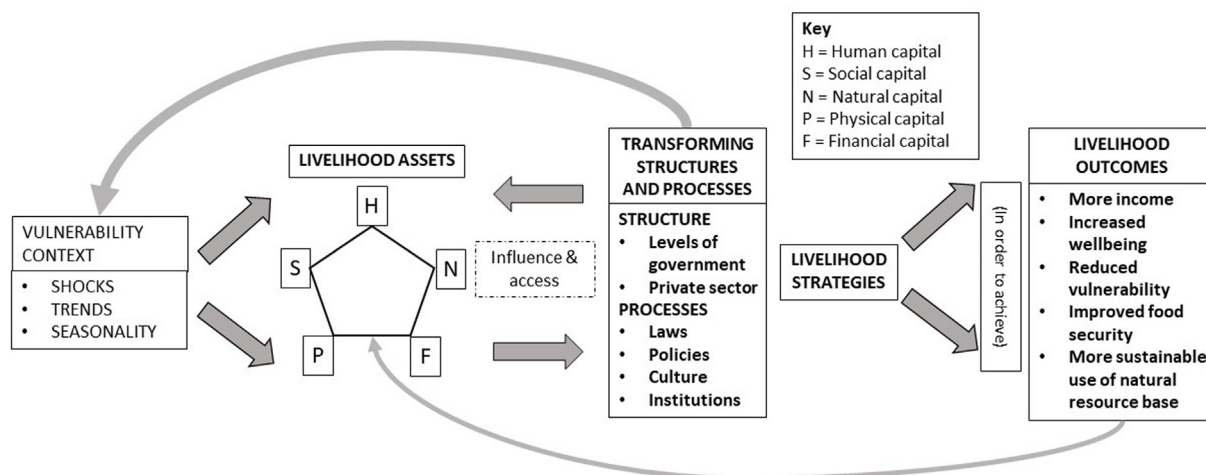 Key
H = Human capital
S = Social capital
N = Natural capital
P = Physical capital
F = Financial capital
VULNERABILITY
CONTEXT
• SHOCKS
• TRENDS
• SEASONALITY
LIVELIHOOD ASSETS
H
S
N
P
F
Influence &
access
TRANSFORMING
STRUCTURES
AND PROCESSES
STRUCTURE
• Levels of
government
• Private sector
PROCESSES
• Laws
• Policies
• Culture
• Institutions
LIVELIHOOD
STRATEGIES
(In order to achieve)
LIVELIHOOD
OUTCOMES
• More income
• Increased
wellbeing
• Reduced
vulnerability
• Improved food
security
• More sustainable
use of natural
resource base